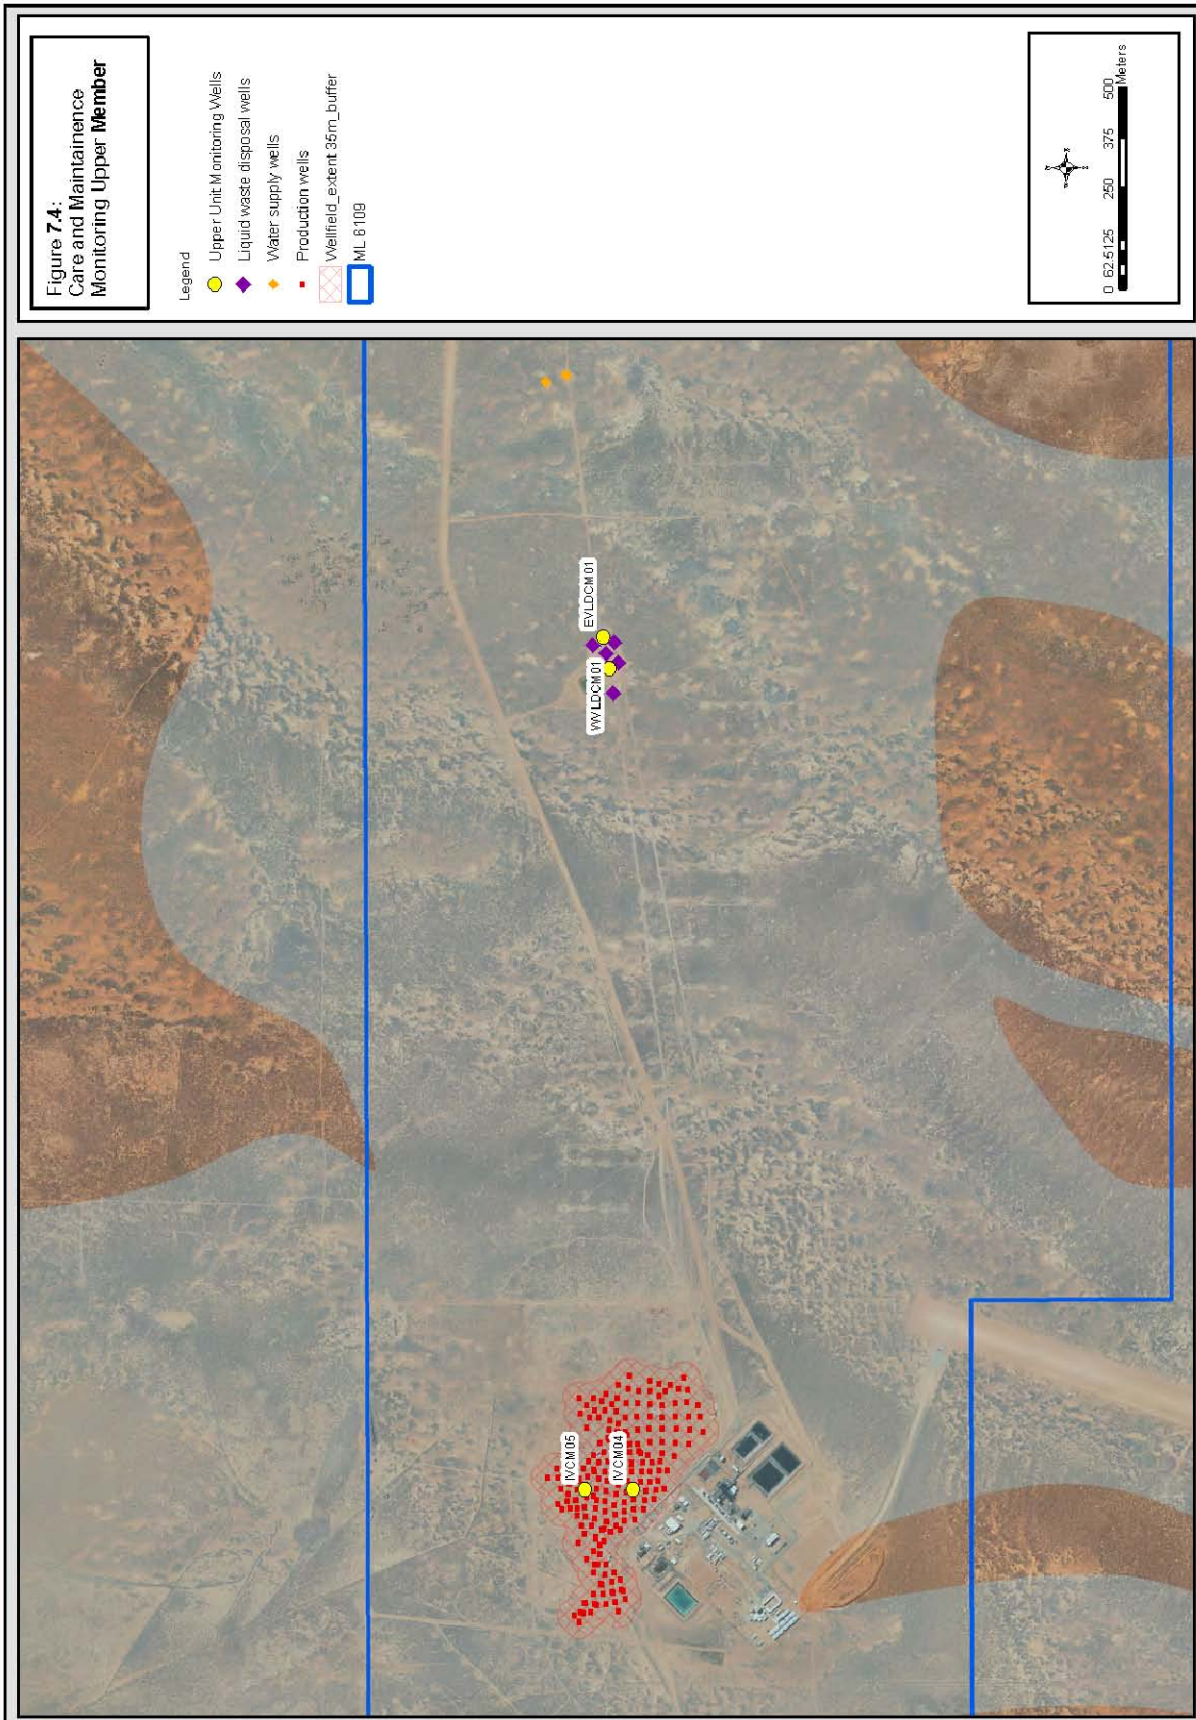 Figure 7.4:
Care and Maintainence
Monitoring Upper Member
Legend
Upper Unit Monitoring Wells
Liquid waste disposal wells
Water supply wells
Production wells
Wellfield_extent 35m_buffer
ML 6109
0 62.5125 250 375 500
Meters
EVLDCM01
WVLDCM01
IVCM05
IVCM04